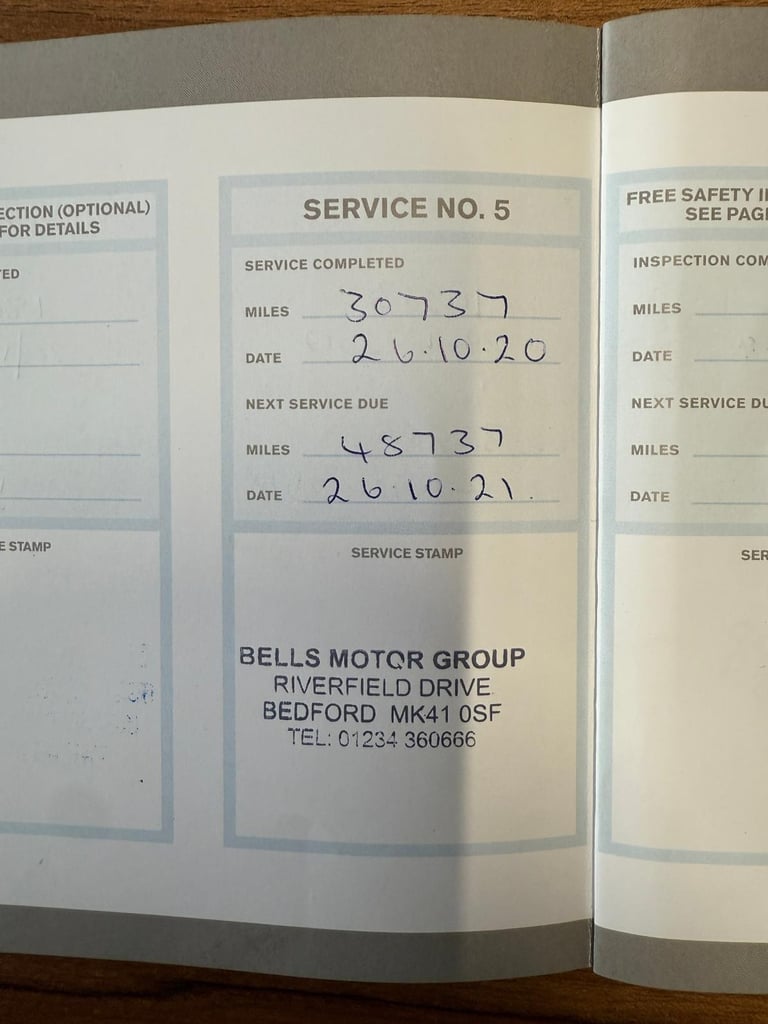 ECTION (OPTIONAL)
FOR DETAILS
TED
E STAMP
SERVICE NO. 5
SERVICE COMPLETED
MILES 30737
DATE 26.10.20
NEXT SERVICE DUE
MILES 48737
DATE 26.10.21.
SERVICE STAMP
BELLS MOTOR GROUP
RIVERFIELD DRIVE
BEDFORD MK41 0SF
TEL: 01234 360666
FREE SAFETY I
SEE PAG
INSPECTION COM
MILES
DATE
NEXT SERVICE DU
MILES
DATE
SER